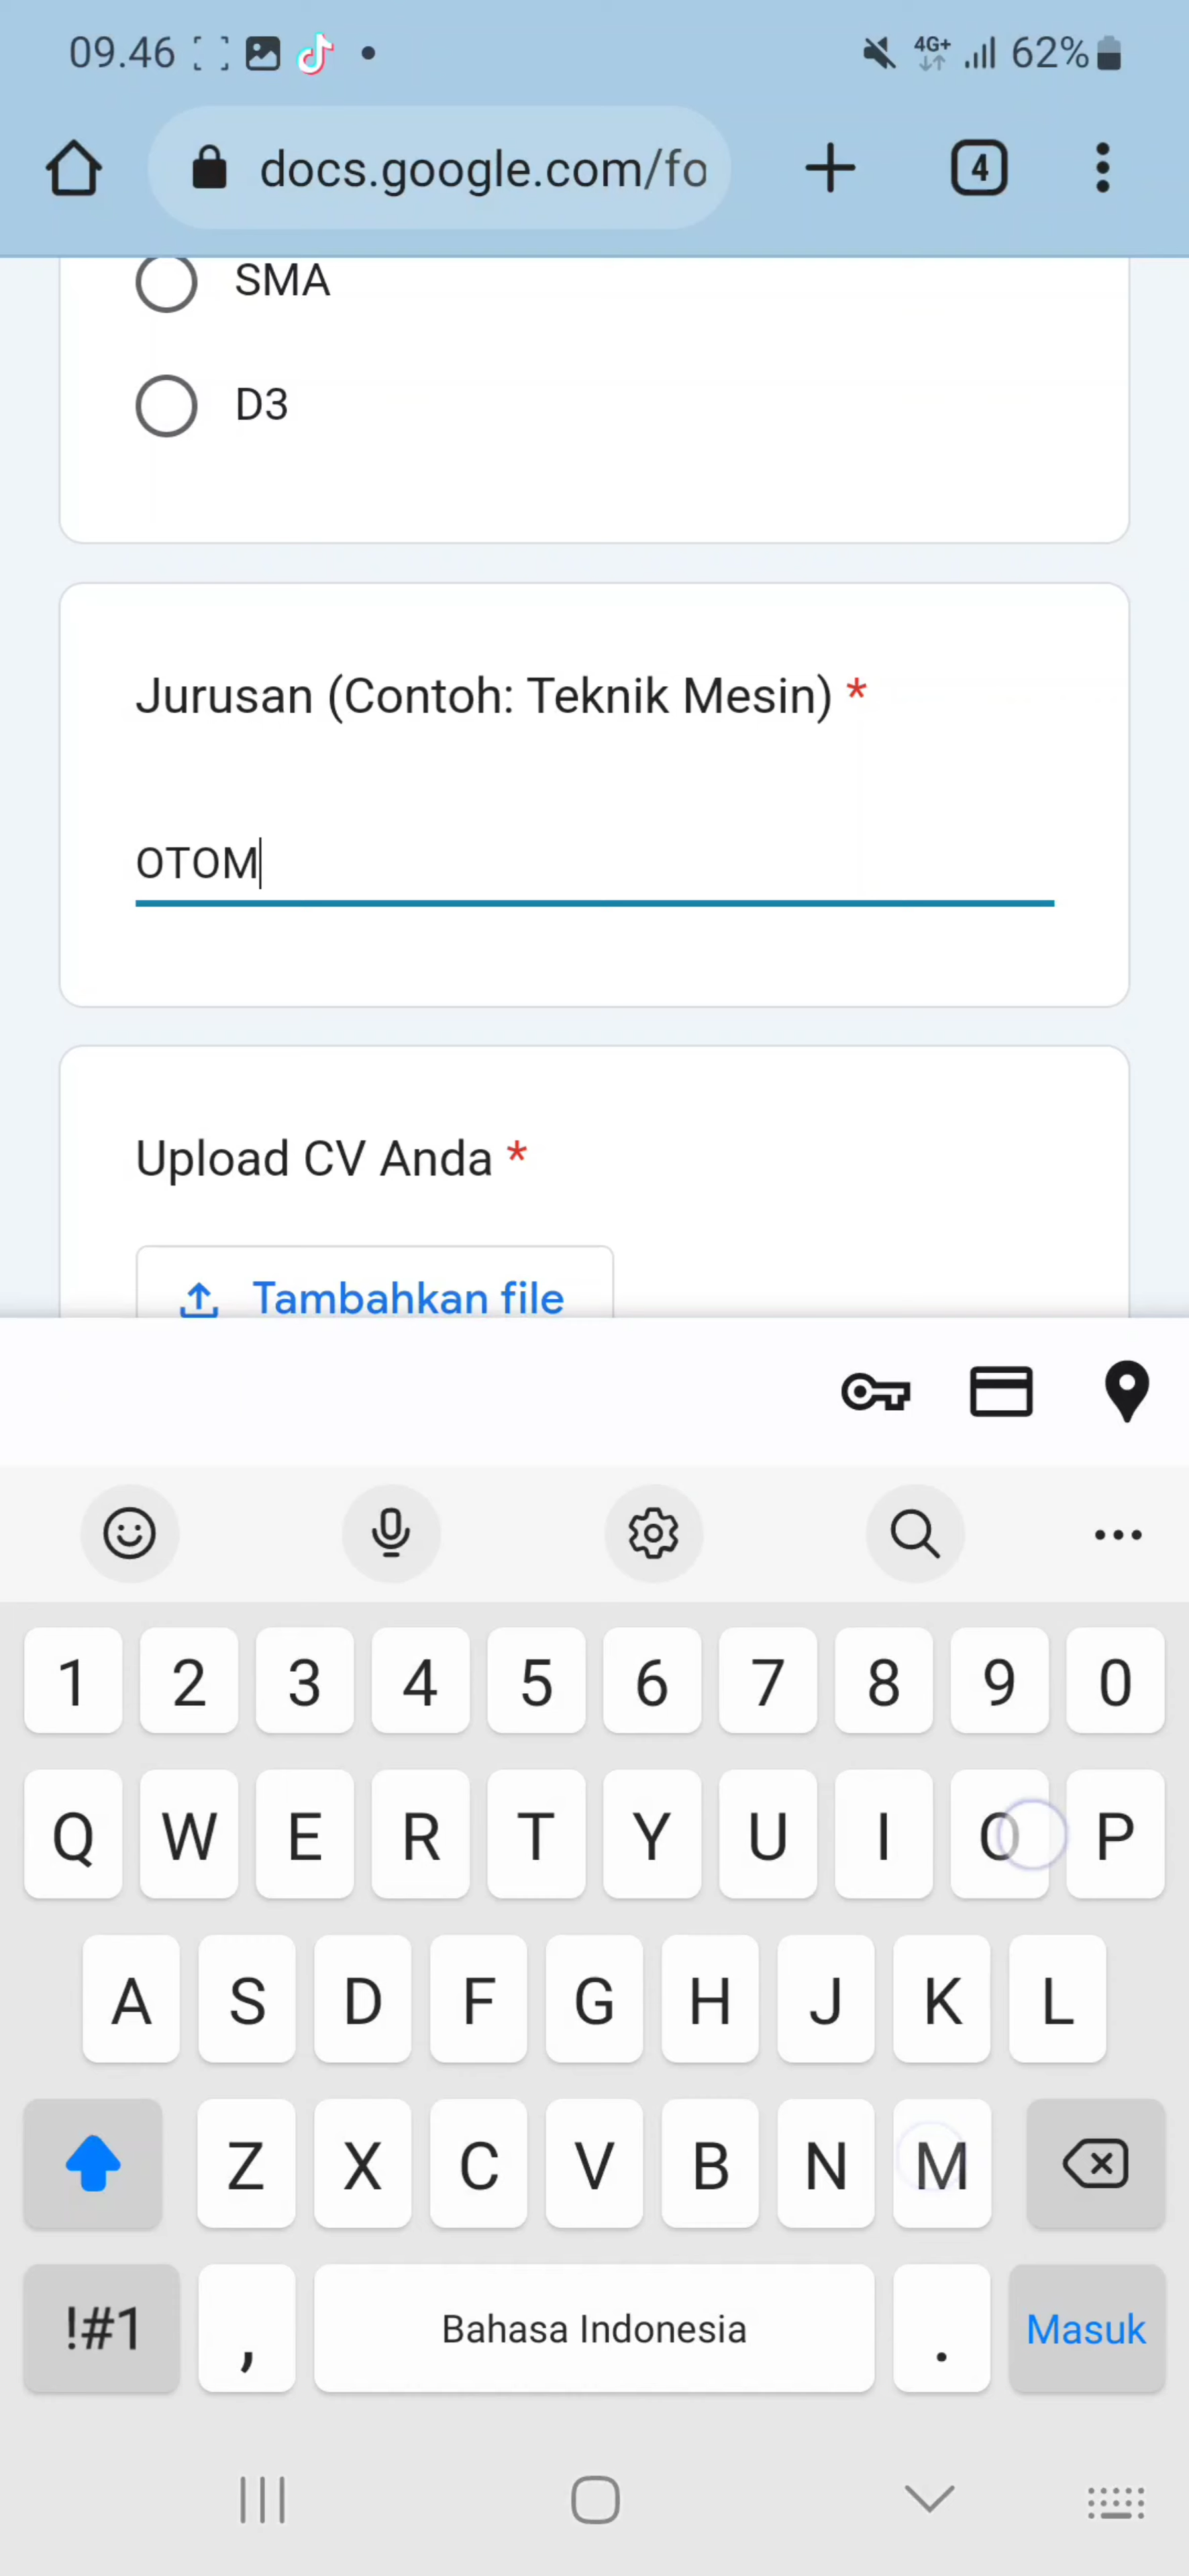 09.46 4G+ 62%
docs.google.com/fo 4
SMA
D3
Jurusan (Contoh: Teknik Mesin) *
OTOM
Upload CV Anda *
Tambahkan file
1 2 3 4 5 6 7 8 9 0
Q W E R T Y U I O P
A S D F G H J K L
Z X C V B N M
!#1 , Bahasa Indonesia . Masuk